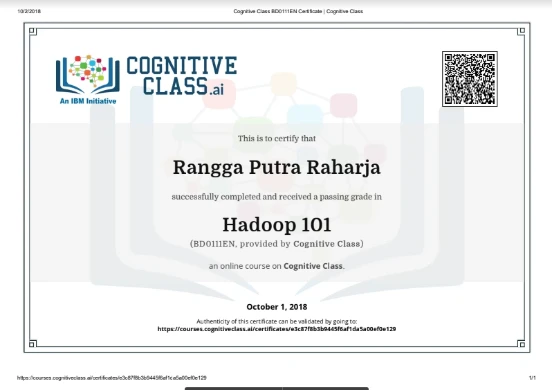 10/2/2018
Cognitive Class BD0111EN Certificate | Cognitive Class
COGNITIVE
CLASS.ai
An IBM Initiative
This is to certify that
Rangga Putra Raharja
successfully completed and received a passing grade in
Hadoop 101
(BD0111EN, provided by Cognitive Class)
an online course on Cognitive Class.
October 1, 2018
Authenticity of this certificate can be validated by going to:
https://courses.cognitiveclass.ai/certificates/e3c87f8b3b9445f6af1da5a00ef0e129
https://courses.cognitiveclass.ai/certificates/e3c87f8b3b9445f6af1da5a00ef0e129
1/1